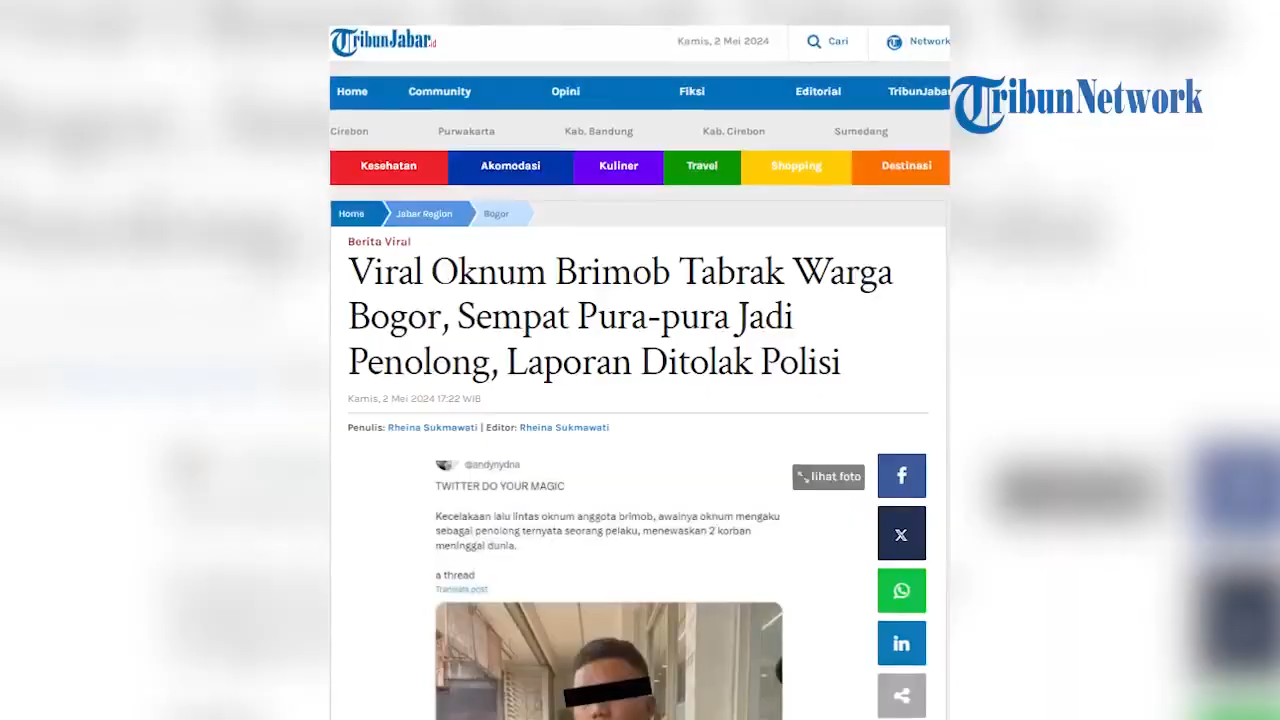 TribunJabar.id
Kamis, 2 Mei 2024
Cari
Network
Home
Community
Opini
Fiksi
Editorial
TribunJabar
TribunNetwork
Cirebon
Purwakarta
Kab. Bandung
Kab. Cirebon
Sumedang
Kesehatan
Akomodasi
Kuliner
Travel
Shopping
Destinasi
Home
Jabar Region
Bogor
Berita Viral
Viral Oknum Brimob Tabrak Warga
Bogor, Sempat Pura-pura Jadi
Penolong, Laporan Ditolak Polisi
Kamis, 2 Mei 2024 17:22 WIB
Penulis: Rheina Sukmawati | Editor: Rheina Sukmawati
@andynydna
lihat foto
TWITTER DO YOUR MAGIC
Kecelakaan lalu lintas oknum anggota brimob, awalnya oknum mengaku
sebagai penolong ternyata seorang pelaku, menewaskan 2 korban
meninggal dunia.
a thread
Translate post